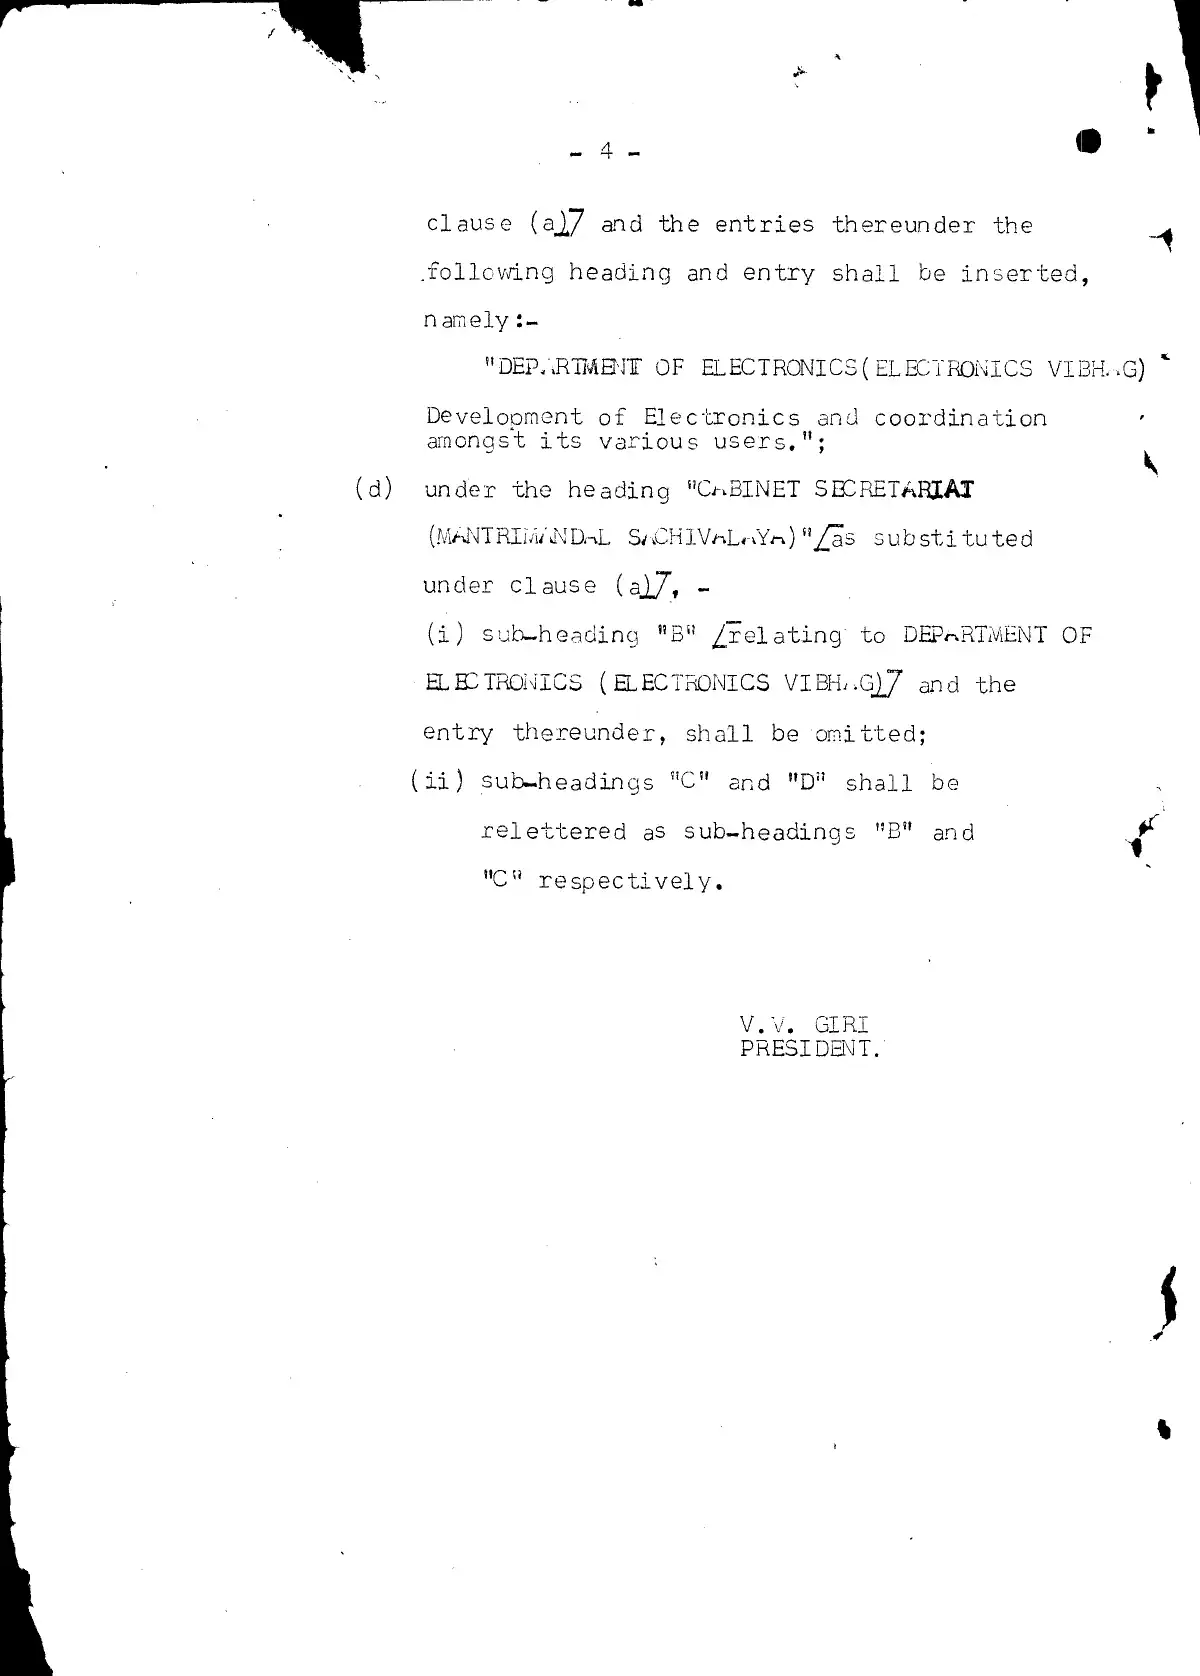 - 4 -
clause (a)] and the entries thereunder the
following heading and entry shall be inserted,
namely:-
"DEPARTMENT OF ELECTRONICS(ELECTRONICS VIBHAG)
Development of Electronics and coordination
amongst its various users.";
(d) under the heading "CABINET SECRETARIAT
(MANTRIMANDAL SACHIVALAYA)"[as substituted
under clause (a)], -
(i) sub-heading "B" [relating to DEPARTMENT OF
ELECTRONICS (ELECTRONICS VIBHAG)] and the
entry thereunder, shall be omitted;
(ii) sub-headings "C" and "D" shall be
relettered as sub-headings "B" and
"C" respectively.
V.V. GIRI
PRESIDENT.